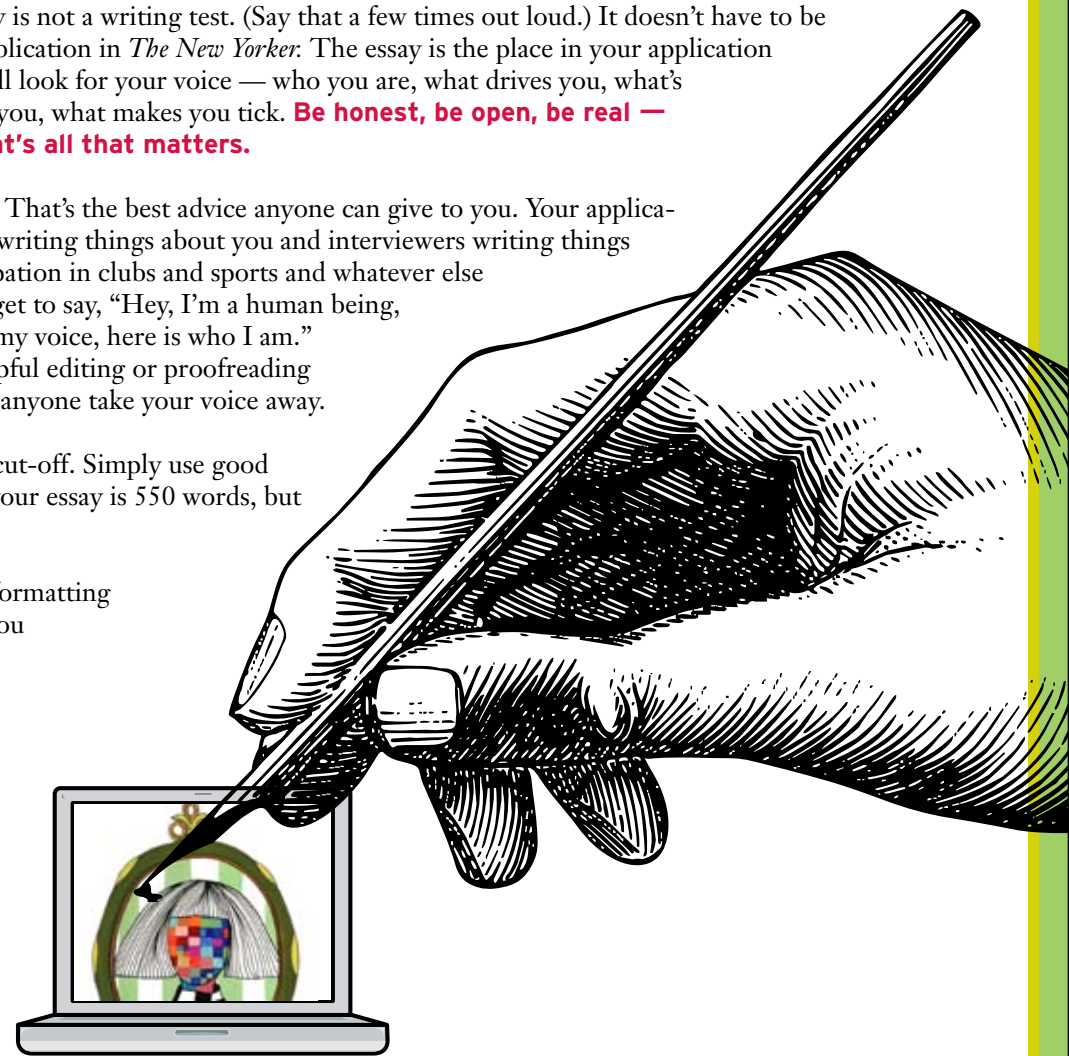 y is not a writing test. (Say that a few times out loud.) It doesn’t have to be
plication in The New Yorker. The essay is the place in your application
ll look for your voice — who you are, what drives you, what’s
you, what makes you tick. Be honest, be open, be real —
at’s all that matters.
That’s the best advice anyone can give to you. Your applica-
writing things about you and interviewers writing things
pation in clubs and sports and whatever else
get to say, “Hey, I’m a human being,
my voice, here is who I am.”
pful editing or proofreading
anyone take your voice away.
cut-off. Simply use good
your essay is 550 words, but
formatting
ou